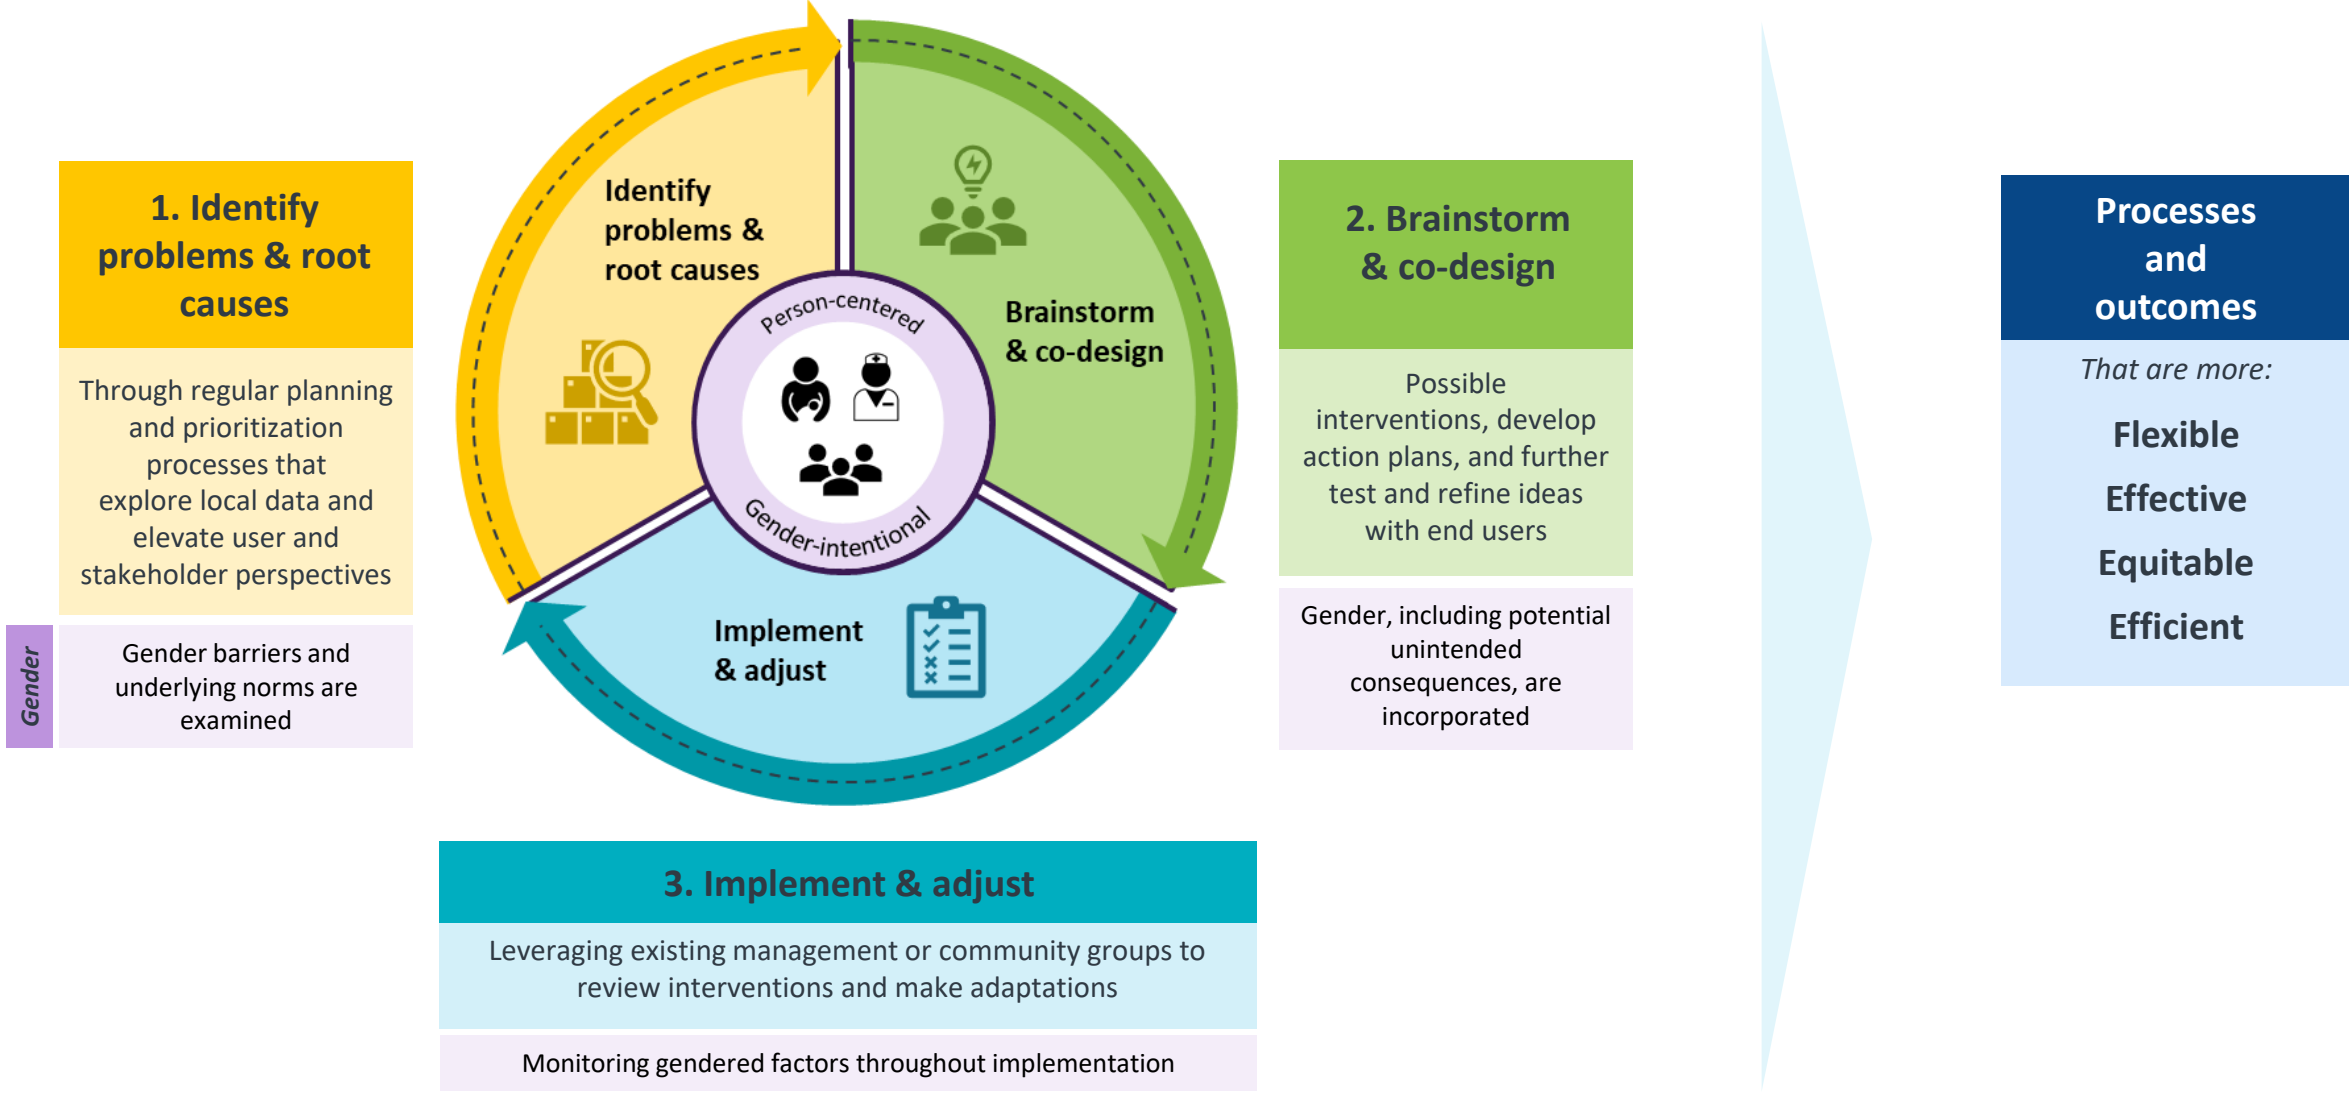 1. Identify
problems & root
causes
Through regular planning
and prioritization
processes that
explore local data and
elevate user and
stakeholder perspectives
Gender
Gender barriers and
underlying norms are
examined
Identify
problems &
root causes
Brainstorm
& co-design
Person-centered
Gender-intentional
Implement
& adjust
2. Brainstorm
& co-design
Possible
interventions, develop
action plans, and further
test and refine ideas
with end users
Gender, including potential
unintended
consequences, are
incorporated
3. Implement & adjust
Leveraging existing management or community groups to
review interventions and make adaptations
Monitoring gendered factors throughout implementation
Processes
and
outcomes
That are more:
Flexible
Effective
Equitable
Efficient